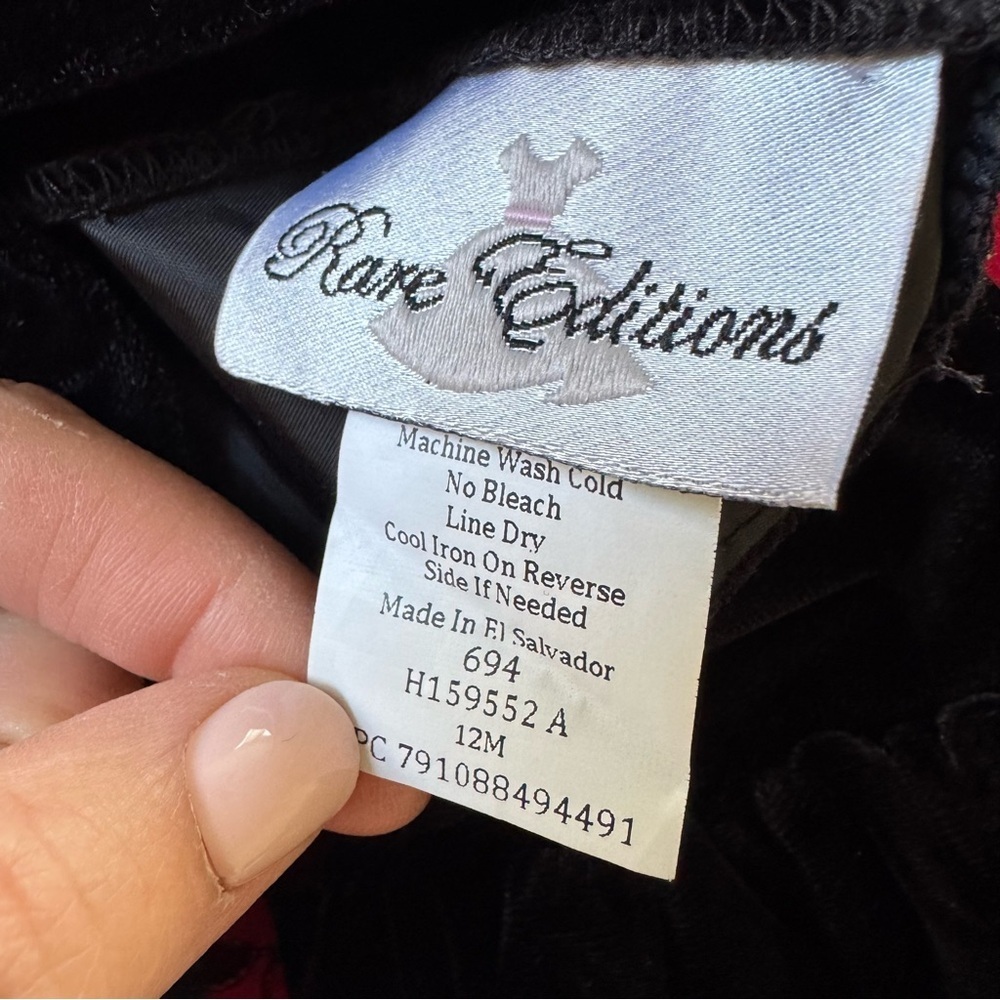 Rare Editions
Machine Wash Cold
No Bleach
Line Dry
Cool Iron On Reverse
Side If Needed
Made In El Salvador
694
H159552 A
12M
PC 791088494491